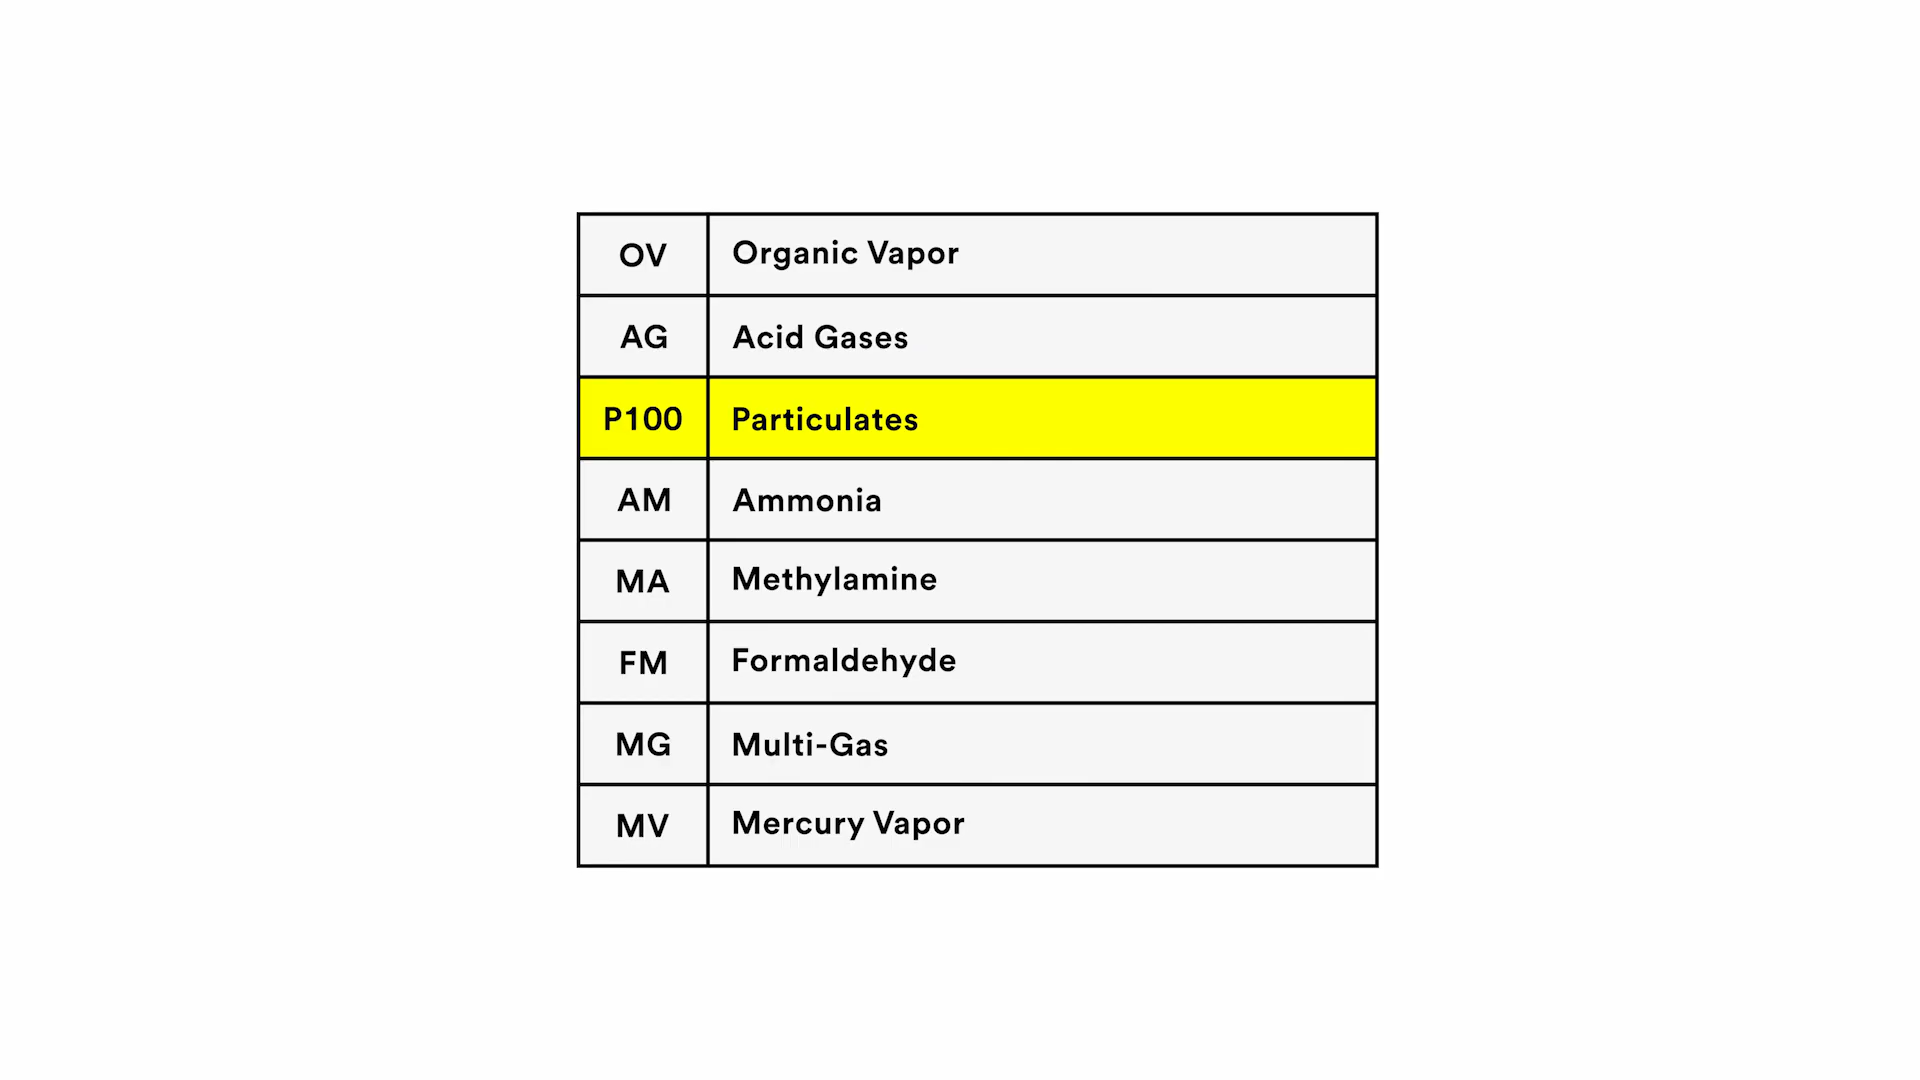 OV Organic Vapor
AG Acid Gases
P100 Particulates
AM Ammonia
MA Methylamine
FM Formaldehyde
MG Multi-Gas
MV Mercury Vapor